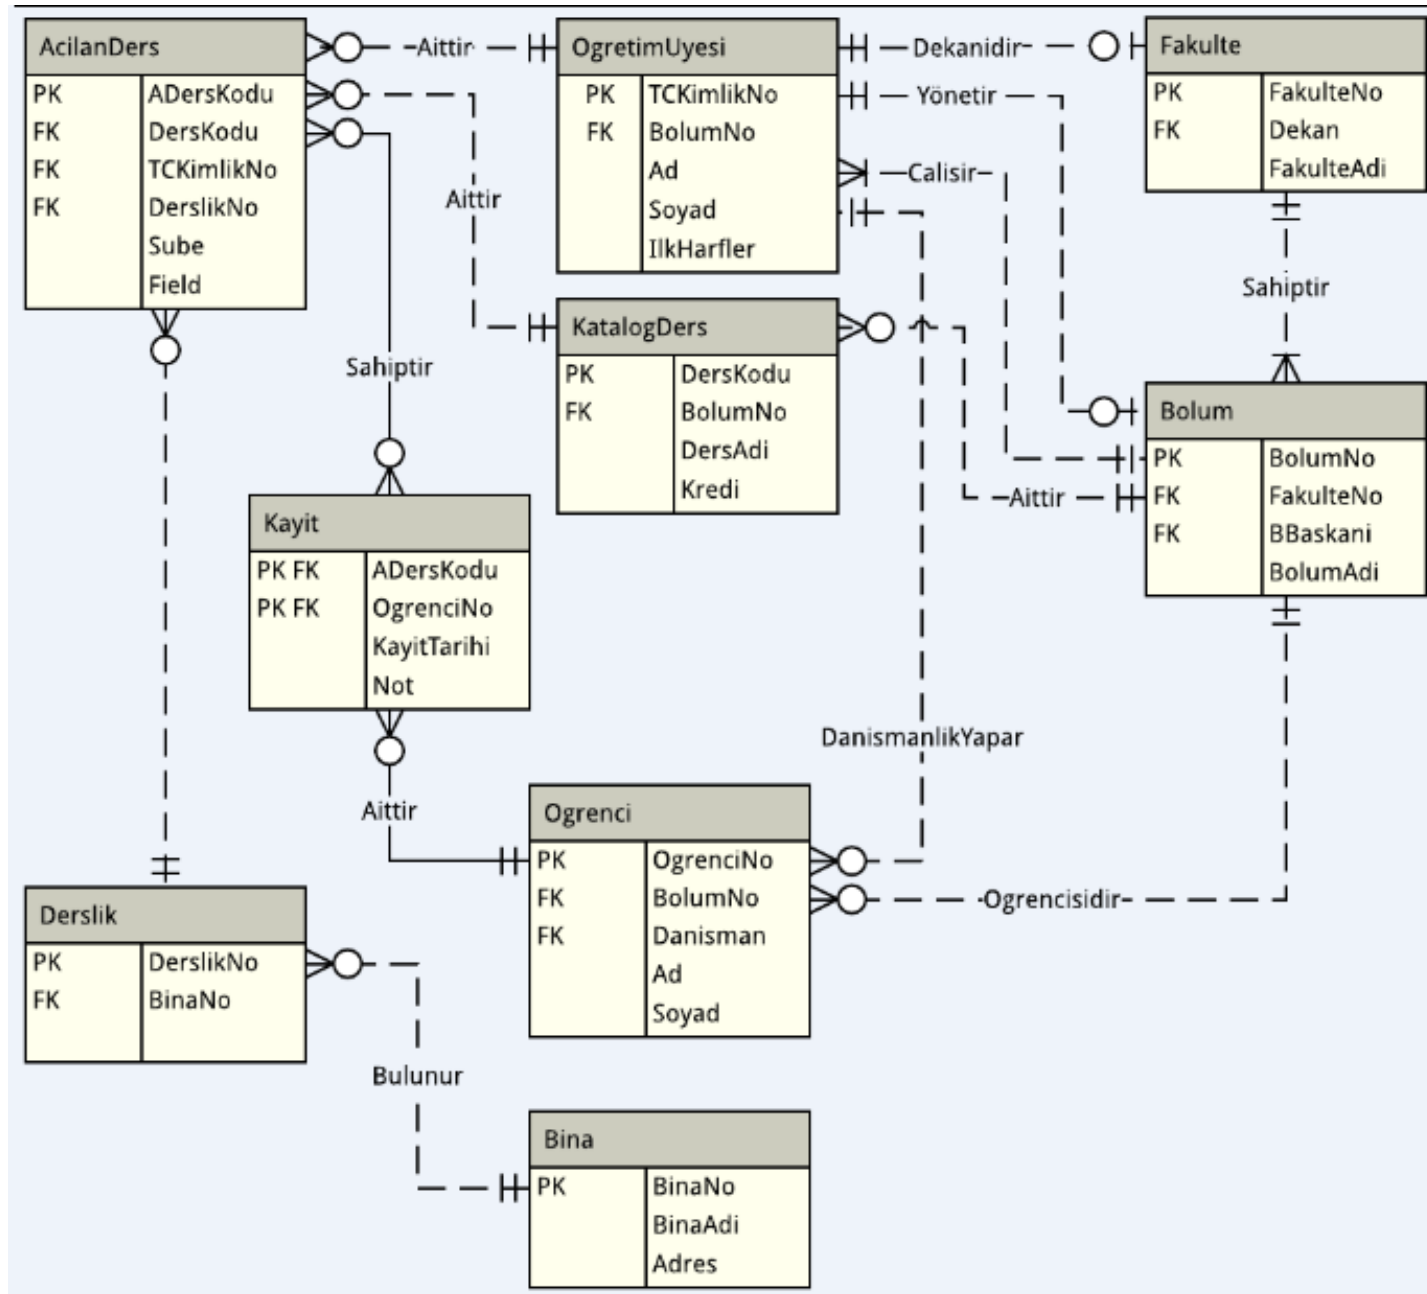 AcilanDers
PK ADersKodu
FK DersKodu
FK TCKimlikNo
FK DerslikNo
Sube
Field
Aittir
OgretimUyesi
PK TCKimlikNo
FK BolumNo
Ad
Soyad
IlkHarfler
Dekanidir
Yönetir
Calisir
Fakulte
PK FakulteNo
FK Dekan
FakulteAdi
Aittir
Sahiptir
KatalogDers
PK DersKodu
FK BolumNo
DersAdi
Kredi
Sahiptir
Bolum
PK BolumNo
FK FakulteNo
FK BBaskani
BolumAdi
Aittir
Kayit
PK FK ADersKodu
PK FK OgrenciNo
KayitTarihi
Not
DanismanlikYapar
Aittir
Ogrenci
PK OgrenciNo
FK BolumNo
FK Danisman
Ad
Soyad
Ogrencisidir
Derslik
PK DerslikNo
FK BinaNo
Bulunur
Bina
PK BinaNo
BinaAdi
Adres